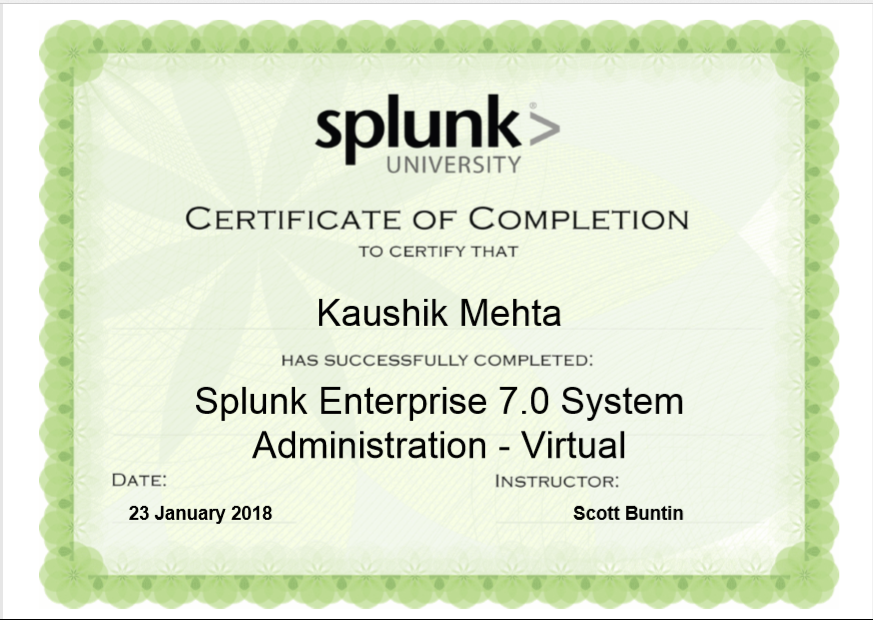 splunk>
UNIVERSITY
CERTIFICATE OF COMPLETION
TO CERTIFY THAT
Kaushik Mehta
HAS SUCCESSFULLY COMPLETED:
Splunk Enterprise 7.0 System
Administration - Virtual
DATE:
INSTRUCTOR:
23 January 2018
Scott Buntin